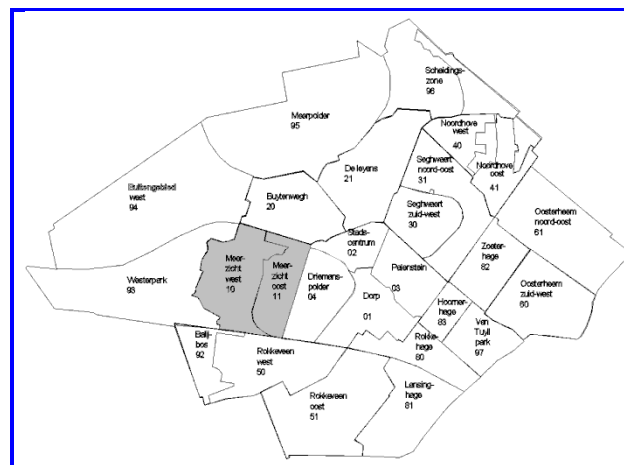 Scheidings-
zone
96
Meerpolder
95
Noordhove
west
40
De leyens
21
Seghwaert
noord-oost
31
Noordhove
oost
41
Buitengebied
west
94
Buytenwegh
20
Seghwaert
zuid-west
30
Oosterheem
noord-oost
61
Stads-
centrum
02
Zoeter-
hage
82
Meer-
zicht
west
10
Meer-
zicht
oost
11
Driemans-
polder
04
Palenstein
03
Westerpark
93
Oosterheem
zuid-west
60
Dorp
01
Hoorner-
hage
83
Van
Tuyll
park
97
Balij-
bos
92
Rokkeveen
west
50
Rokke-
hage
80
Lansing-
hage
81
Rokkeveen
oost
51